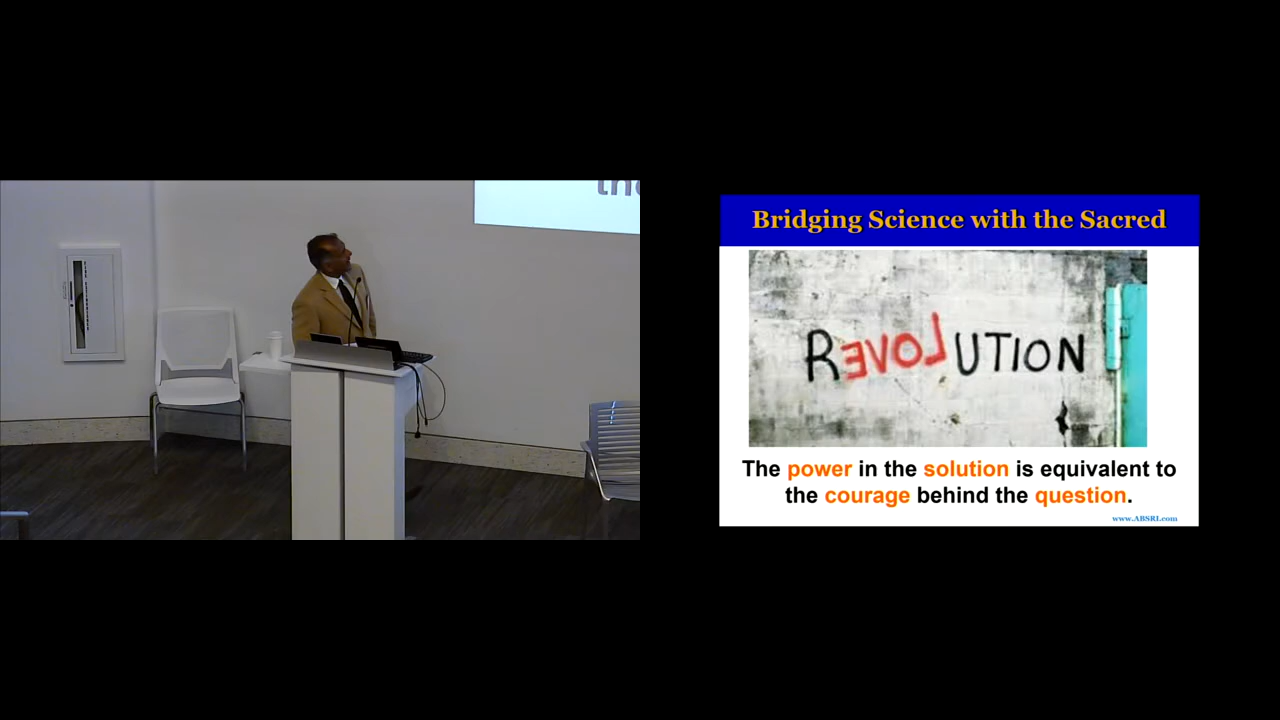 Bridging Science with the Sacred
REVOLUTION
The power in the solution is equivalent to
the courage behind the question.
www.ABSRI.com